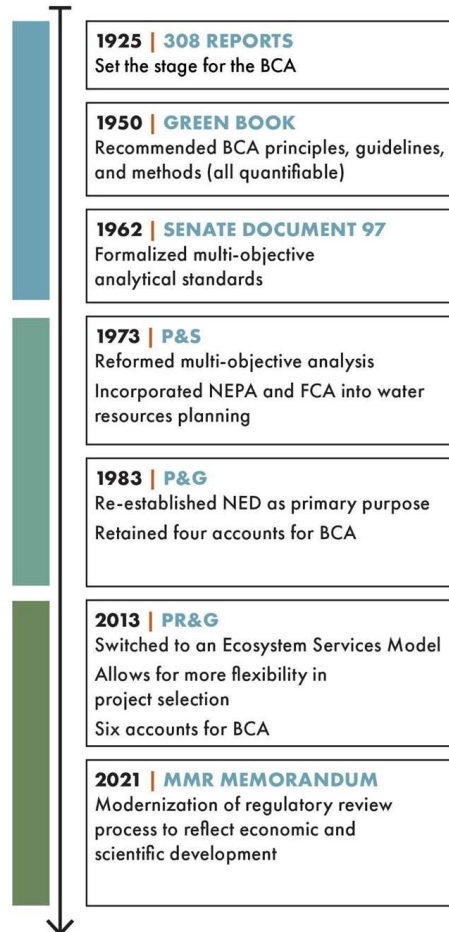 1925 | 308 REPORTS
Set the stage for the BCA
1950 | GREEN BOOK
Recommended BCA principles, guidelines,
and methods (all quantifiable)
1962 | SENATE DOCUMENT 97
Formalized multi-objective
analytical standards
1973 | P&S
Reformed multi-objective analysis
Incorporated NEPA and FCA into water
resources planning
1983 | P&G
Re-established NED as primary purpose
Retained four accounts for BCA
2013 | PR&G
Switched to an Ecosystem Services Model
Allows for more flexibility in
project selection
Six accounts for BCA
2021 | MMR MEMORANDUM
Modernization of regulatory review
process to reflect economic and
scientific development